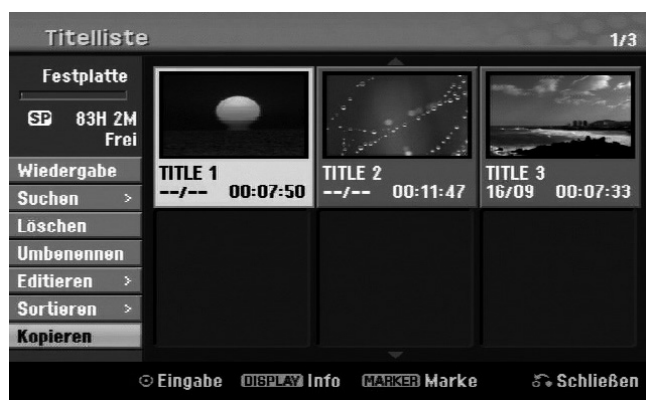 Titelliste
1/3
Festplatte
SP 83H 2M
Frei
Wiedergabe
Suchen >
Löschen
Umbenennen
Editieren >
Sortieren >
Kopieren
TITLE 1
--/-- 00:07:50
TITLE 2
--/-- 00:11:47
TITLE 3
16/09 00:07:33
Eingabe DISPLAY Info MARKER Marke Schließen